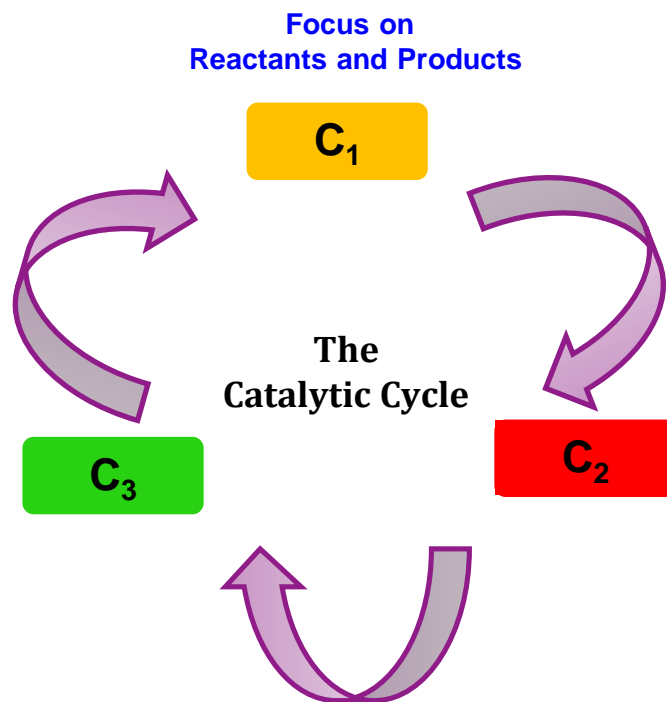 Focus on
Reactants and Products
C₁
The
Catalytic Cycle
C₃
C₂